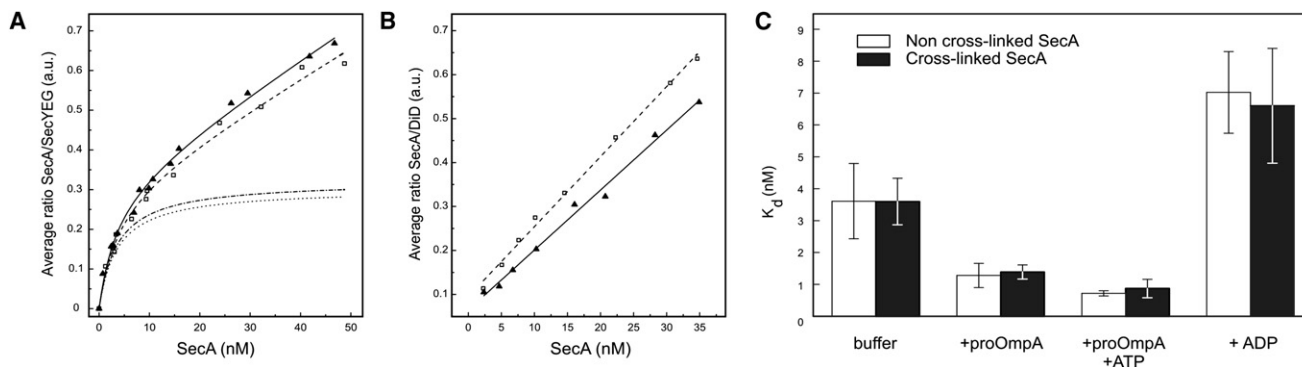 A
Average ratio SecA/SecYEG (a.u.)
0.7
0.6
0.5
0.4
0.3
0.2
0.1
0
0 10 20 30 40 50
SecA (nM)
B
Average ratio SecA/DiD (a.u.)
0.7
0.6
0.5
0.4
0.3
0.2
0.1
0 5 10 15 20 25 30 35
SecA (nM)
C
Kd (nM)
9
8
7
6
5
4
3
2
1
0
Non cross-linked SecA
Cross-linked SecA
buffer +proOmpA +proOmpA + ADP
+ATP